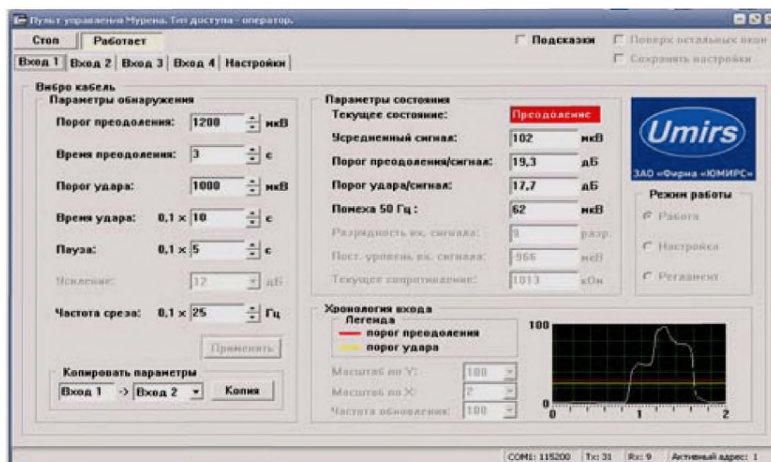 Пульт управления Мурена. Тип доступа - оператор.
Стоп Работает Подсказки Поверх остальных окон
Сохранять настройки
Вход 1 Вход 2 Вход 3 Вход 4 Настройки
Вибро кабель
Параметры обнаружения
Порог преодоления: 1200 мкВ
Время преодоления: 3 с
Порог удара: 1000 мкВ
Время удара: 0,1 × 10 с
Пауза: 0,1 × 5 с
Усиление: 12 дБ
Частота среза: 0,1 × 25 Гц
Применить
Копировать параметры
Вход 1 -> Вход 2 Копия
Параметры состояния
Текущее состояние: Преодоление
Усредненный сигнал: 102 мкВ
Порог преодоления/сигнал: 19,3 дБ
Порог удара/сигнал: 17,7 дБ
Помеха 50 Гц : 62 мкВ
Разрядность вх. сигнала: 9 разр.
Пост. уровень вх. сигнала: -966 мкВ
Текущее сопротивление: 1013 кОм
Umirs
ЗАО «Фирма «ЮМИРС»
Режим работы
Работа
Настройка
Регламент
Хронология входа
Легенда
порог преодоления
порог удара
Масштаб по Y: 100
Масштаб по X: 2
Частота обновления: 100
100
0
0 1 2
COM1: 115200 Tx: 31 Rx: 9 Активный адрес: 1